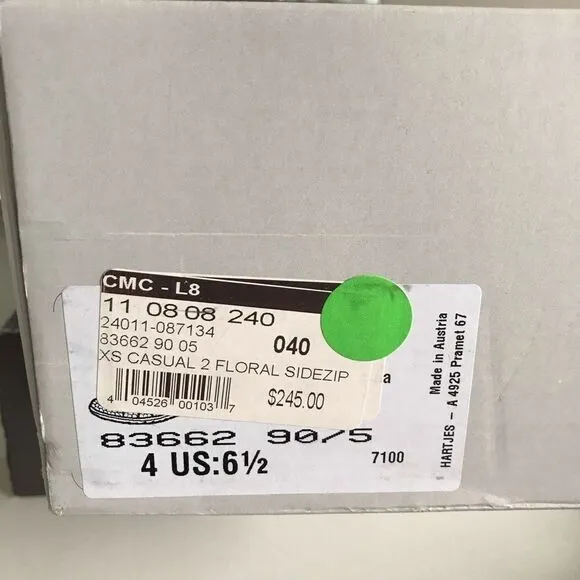 CMC - L8
11 08 08 240
24011-087134
83662 90 05
040
XS CASUAL 2 FLORAL SIDEZIP
4 04526 00103 7
$245.00
a
83662 90/5
4 US:6½
7100
Made in Austria
HARTJES - A 4925 Pramet 67